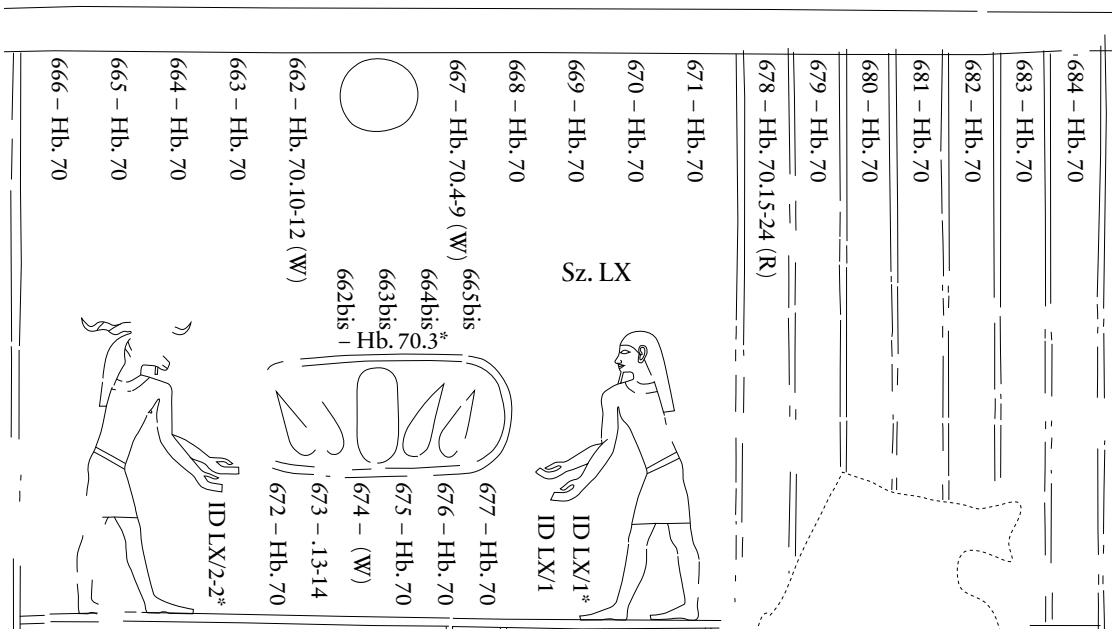 666 – Hb. 70
665 – Hb. 70
664 – Hb. 70
663 – Hb. 70
662 – Hb. 70.10-12 (W)
667 – Hb. 70.4-9 (W)
668 – Hb. 70
669 – Hb. 70
670 – Hb. 70
671 – Hb. 70
678 – Hb. 70.15-24 (R)
679 – Hb. 70
680 – Hb. 70
681 – Hb. 70
682 – Hb. 70
683 – Hb. 70
684 – Hb. 70
Sz. LX
662bis
663bis
664bis
665bis
– Hb. 70.3*
ID LX/2-2*
672 – Hb. 70
673 – .13-14
674 – (W)
675 – Hb. 70
676 – Hb. 70
677 – Hb. 70
ID LX/1
ID LX/1*